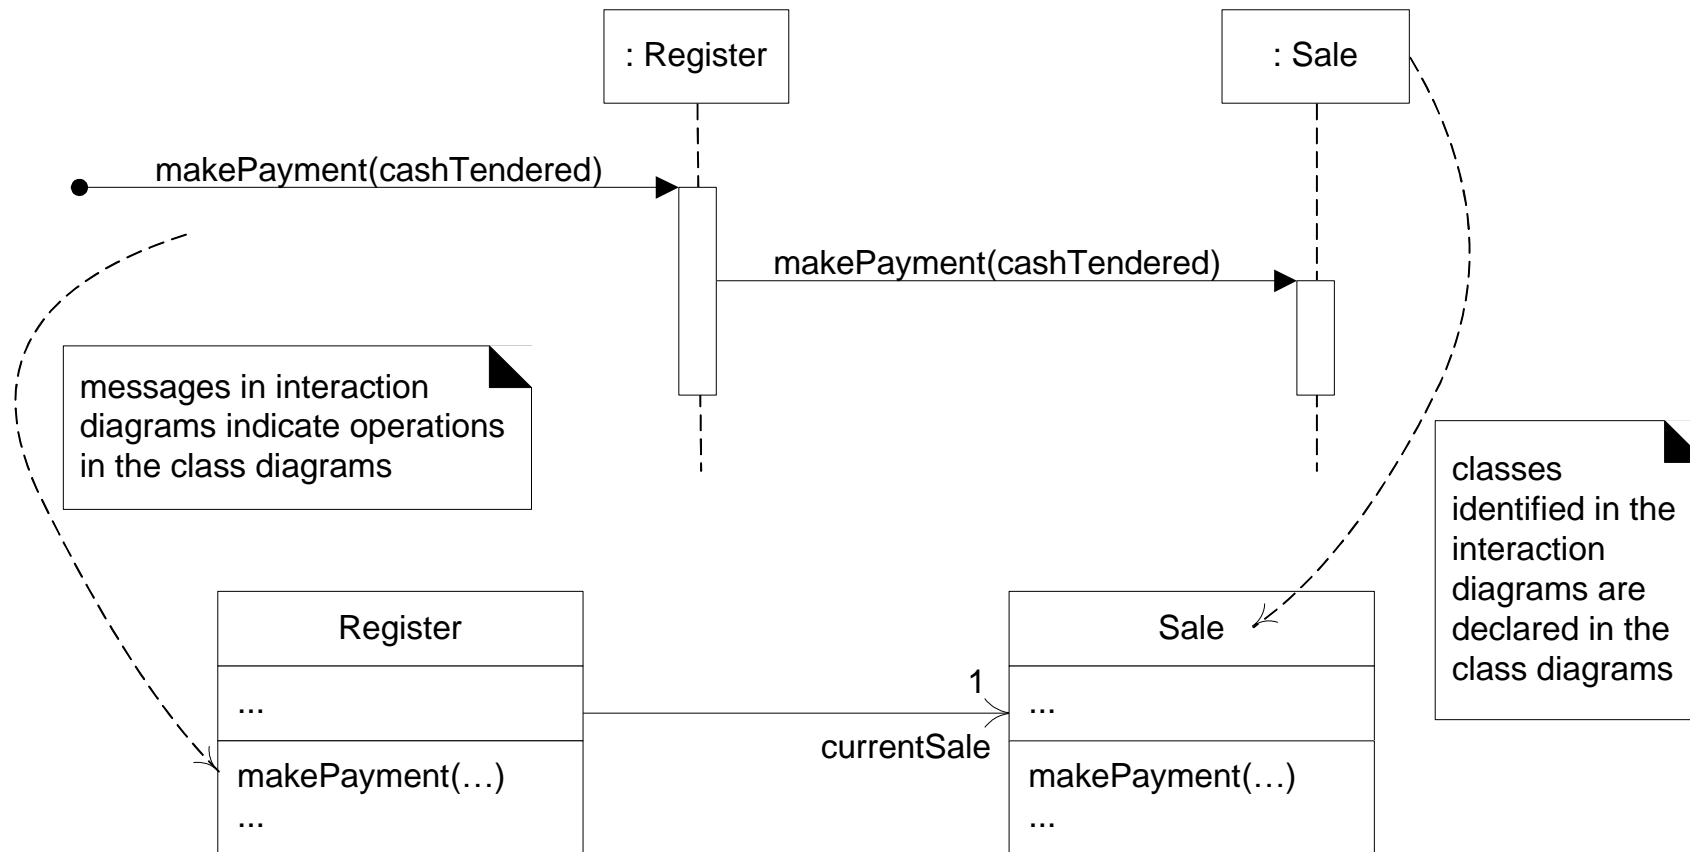 : Register
: Sale
makePayment(cashTendered)
makePayment(cashTendered)
messages in interaction
diagrams indicate operations
in the class diagrams
classes
identified in the
interaction
diagrams are
declared in the
class diagrams
Register
...
makePayment(…)
...
1
currentSale
Sale
...
makePayment(…)
...